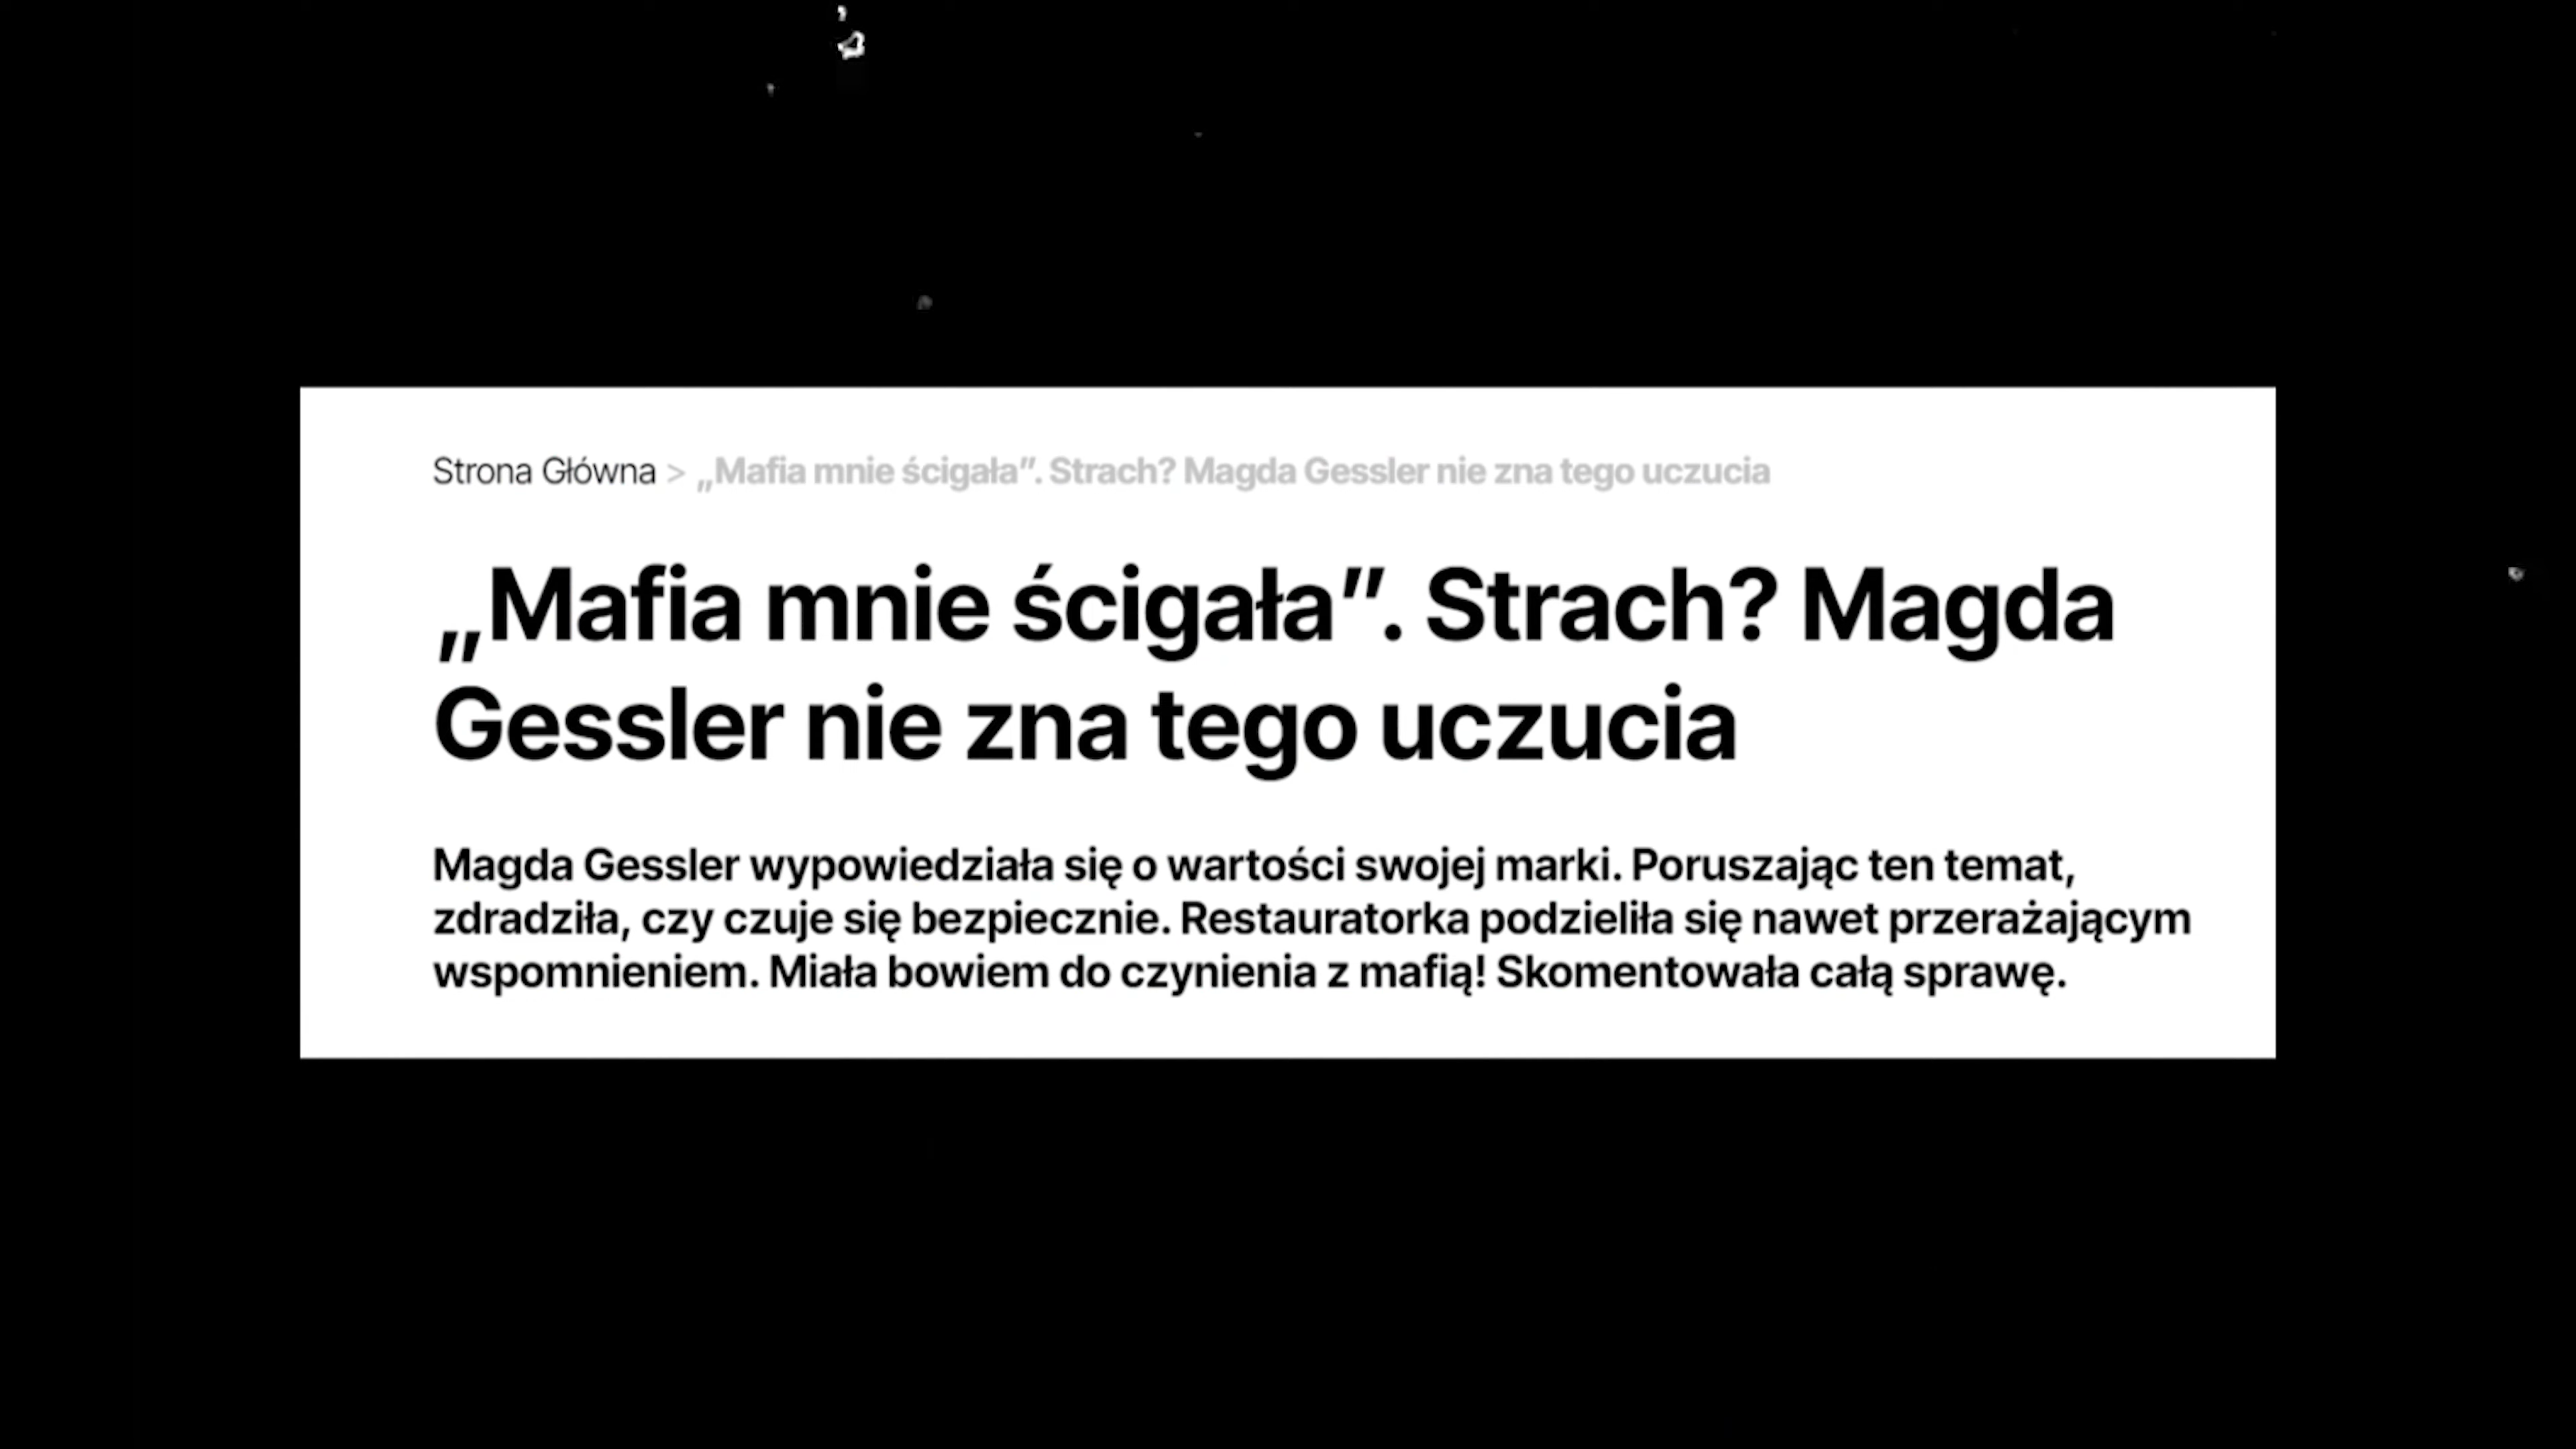 Strona Główna > „Mafia mnie ścigała”. Strach? Magda Gessler nie zna tego uczucia
„Mafia mnie ścigała”. Strach? Magda
Gessler nie zna tego uczucia
Magda Gessler wypowiedziała się o wartości swojej marki. Poruszając ten temat,
zdradziła, czy czuje się bezpiecznie. Restauratorka podzieliła się nawet przerażającym
wspomnieniem. Miała bowiem do czynienia z mafią! Skomentowała całą sprawę.